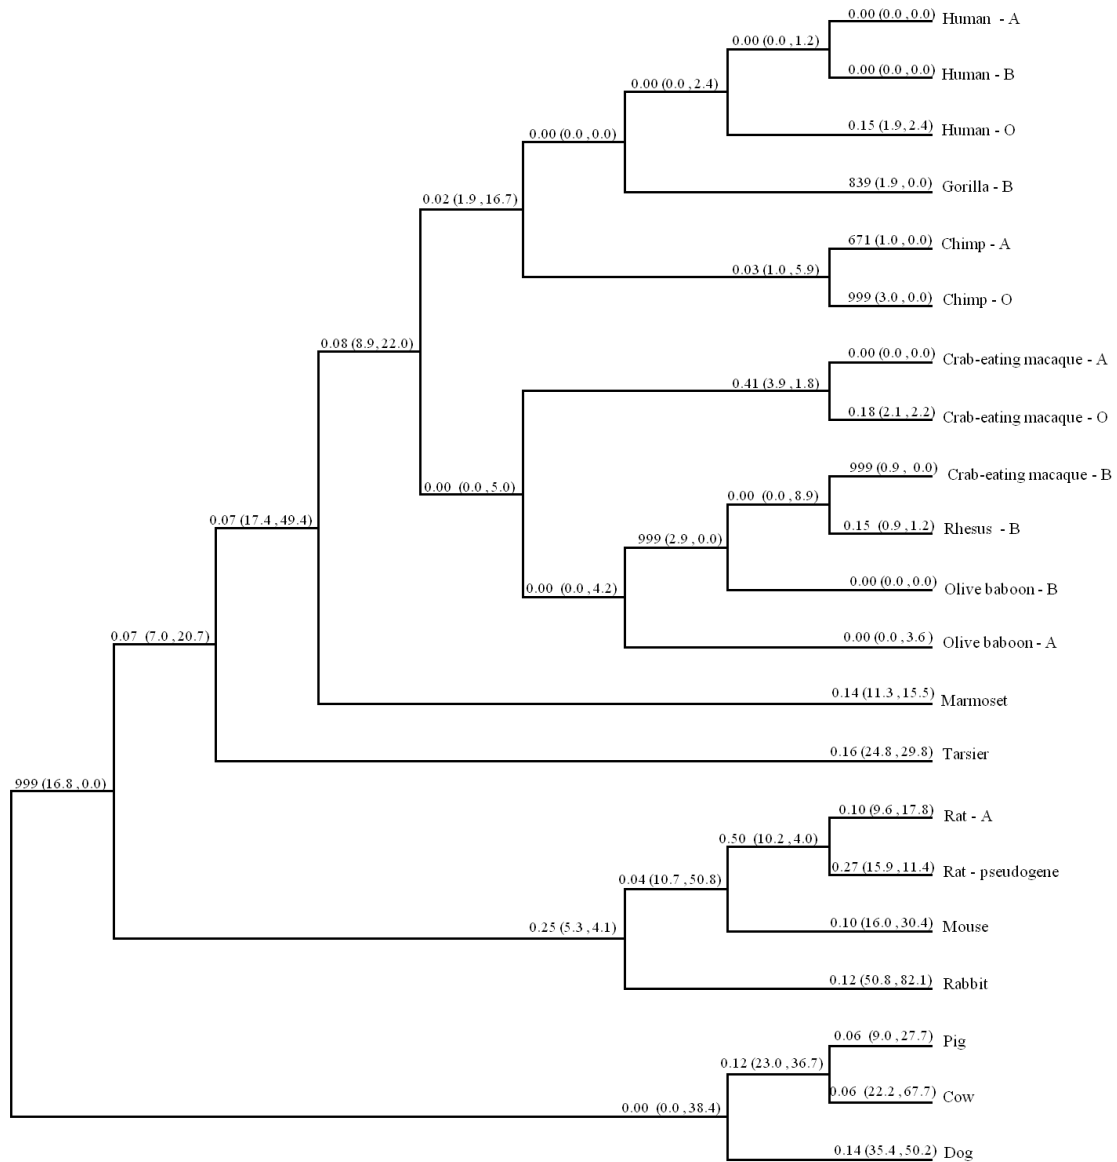 0.00 (0.0 , 0.0) Human - A
0.00 (0.0 , 1.2)
0.00 (0.0 , 0.0) Human - B
0.00 (0.0 , 2.4)
0.15 (1.9 , 2.4) Human - O
0.00 (0.0 , 0.0)
839 (1.9 , 0.0) Gorilla - B
0.02 (1.9 , 16.7)
671 (1.0 , 0.0) Chimp - A
0.03 (1.0 , 5.9)
999 (3.0 , 0.0) Chimp - O
0.08 (8.9 , 22.0)
0.00 (0.0 , 0.0) Crab-eating macaque - A
0.41 (3.9 , 1.8)
0.18 (2.1 , 2.2) Crab-eating macaque - O
999 (0.9 , 0.0) Crab-eating macaque - B
0.00 (0.0 , 5.0)
0.00 (0.0 , 8.9)
0.07 (17.4 , 49.4)
0.15 (0.9 , 1.2) Rhesus - B
999 (2.9 , 0.0)
0.00 (0.0 , 0.0) Olive baboon - B
0.00 (0.0 , 4.2)
0.07 (7.0 , 20.7)
0.00 (0.0 , 3.6) Olive baboon - A
0.14 (11.3 , 15.5) Marmoset
0.16 (24.8 , 29.8) Tarsier
999 (16.8 , 0.0)
0.10 (9.6 , 17.8) Rat - A
0.50 (10.2 , 4.0)
0.27 (15.9 , 11.4) Rat - pseudogene
0.04 (10.7 , 50.8)
0.25 (5.3 , 4.1)
0.10 (16.0 , 30.4) Mouse
0.12 (50.8 , 82.1) Rabbit
0.06 (9.0 , 27.7) Pig
0.12 (23.0 , 36.7)
0.06 (22.2 , 67.7) Cow
0.00 (0.0 , 38.4)
0.14 (35.4 , 50.2) Dog